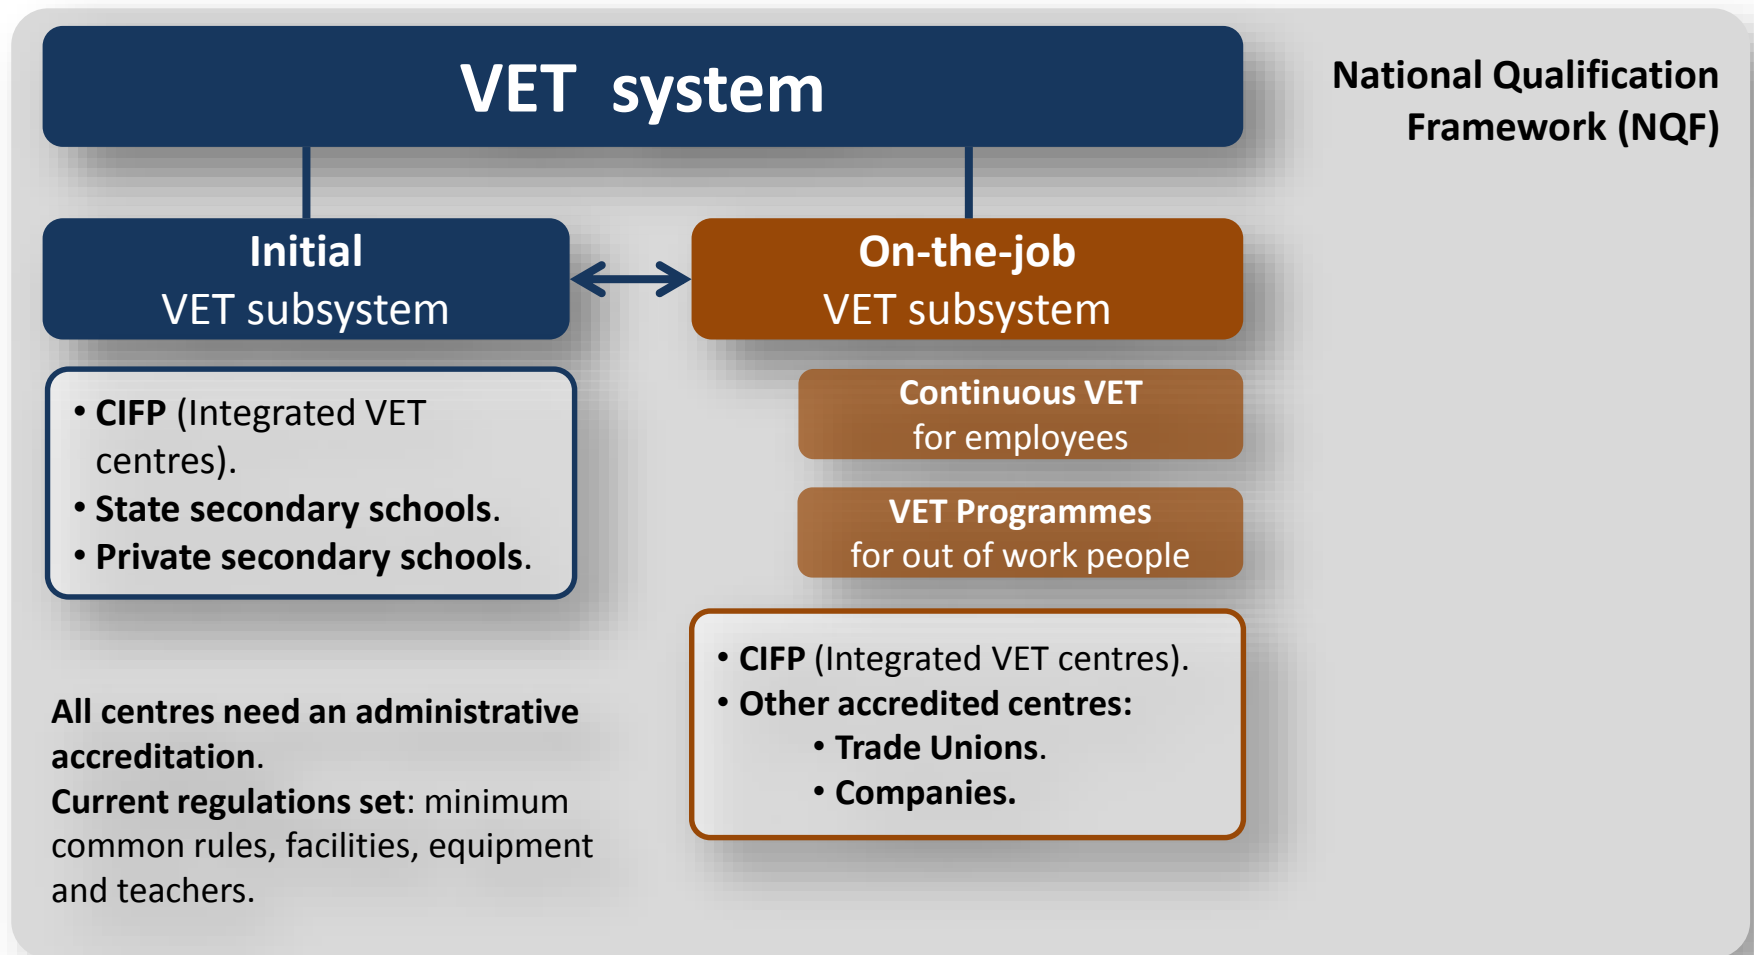 VET system
National Qualification
Framework (NQF)
Initial
VET subsystem
On-the-job
VET subsystem
• CIFP (Integrated VET
centres).
• State secondary schools.
• Private secondary schools.
Continuous VET
for employees
VET Programmes
for out of work people
• CIFP (Integrated VET centres).
• Other accredited centres:
• Trade Unions.
• Companies.
All centres need an administrative
accreditation.
Current regulations set: minimum
common rules, facilities, equipment
and teachers.